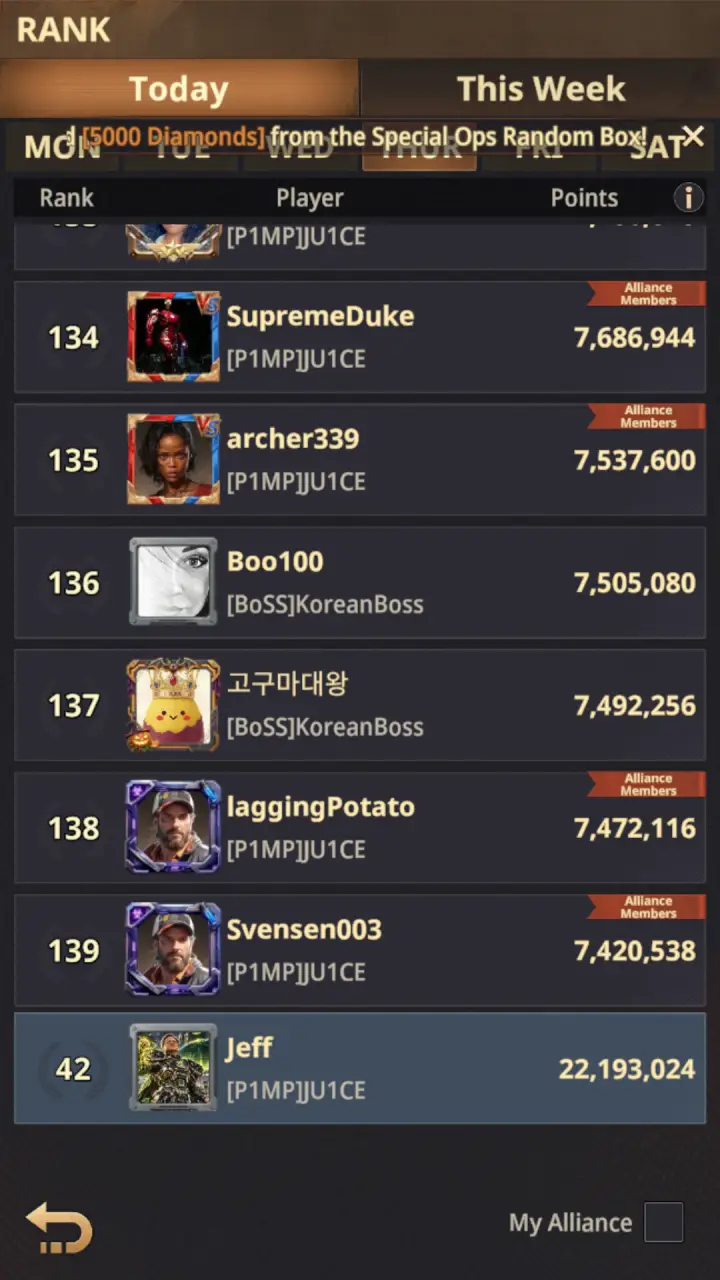 RANK
Today
This Week
[5000 Diamonds] from the Special Ops Random Box!
MON TUE WED THUR FRI SAT
Rank Player Points
[P1MP]JU1CE
Alliance
Members
134
SupremeDuke
[P1MP]JU1CE
7,686,944
Alliance
Members
135
archer339
[P1MP]JU1CE
7,537,600
136
Boo100
[BoSS]KoreanBoss
7,505,080
137
고구마대왕
[BoSS]KoreanBoss
7,492,256
Alliance
Members
138
laggingPotato
[P1MP]JU1CE
7,472,116
Alliance
Members
139
Svensen003
[P1MP]JU1CE
7,420,538
42
Jeff
[P1MP]JU1CE
22,193,024
My Alliance